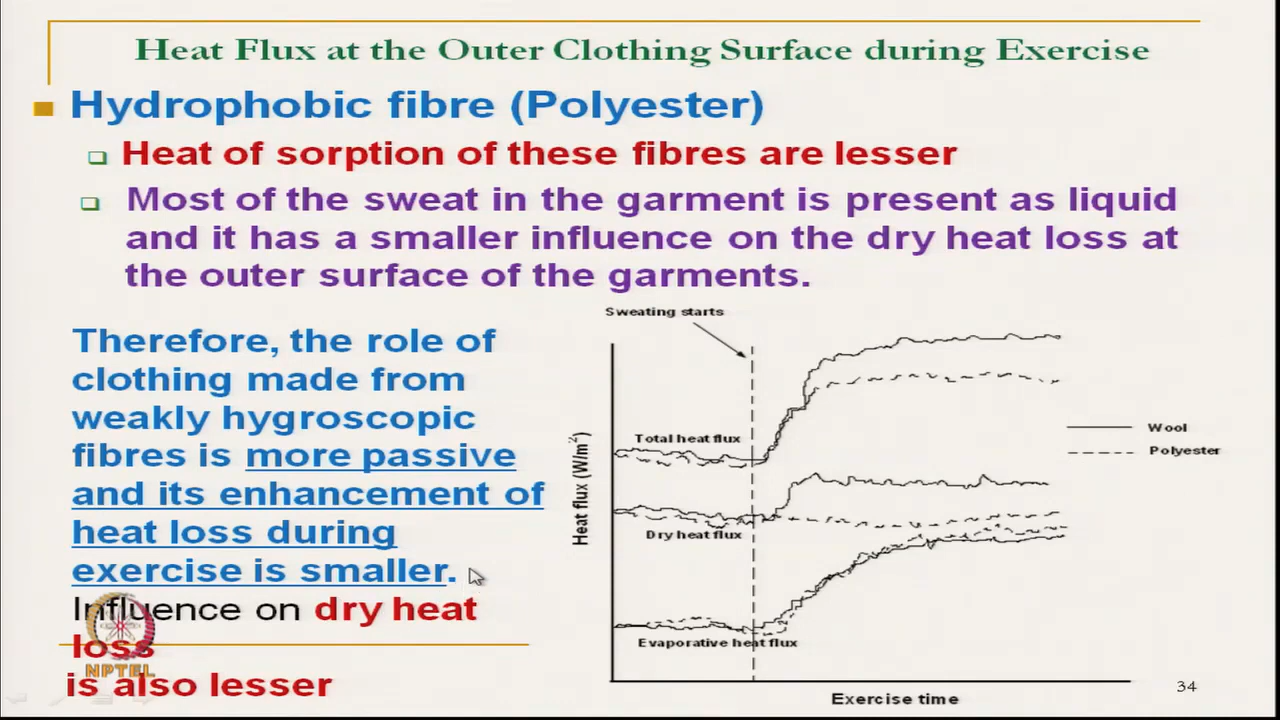 Heat Flux at the Outer Clothing Surface during Exercise
Hydrophobic fibre (Polyester)
Heat of sorption of these fibres are lesser
Most of the sweat in the garment is present as liquid
and it has a smaller influence on the dry heat loss at
the outer surface of the garments.
Therefore, the role of
clothing made from
weakly hygroscopic
fibres is more passive
and its enhancement of
heat loss during
exercise is smaller.
Influence on dry heat
loss
is also lesser
NPTEL
Sweating starts
Total heat flux
Dry heat flux
Evaporative heat flux
Heat flux (W/m²)
Exercise time
Wool
Polyester
34